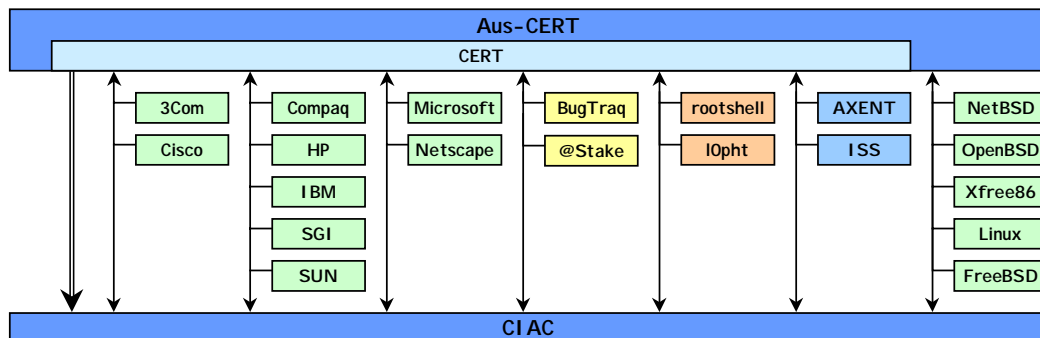 Aus-CERT
CERT
3Com
Cisco
Compaq
HP
IBM
SGI
SUN
Microsoft
Netscape
BugTraq
@Stake
rootshell
l0pht
AXENT
ISS
NetBSD
OpenBSD
Xfree86
Linux
FreeBSD
CIAC